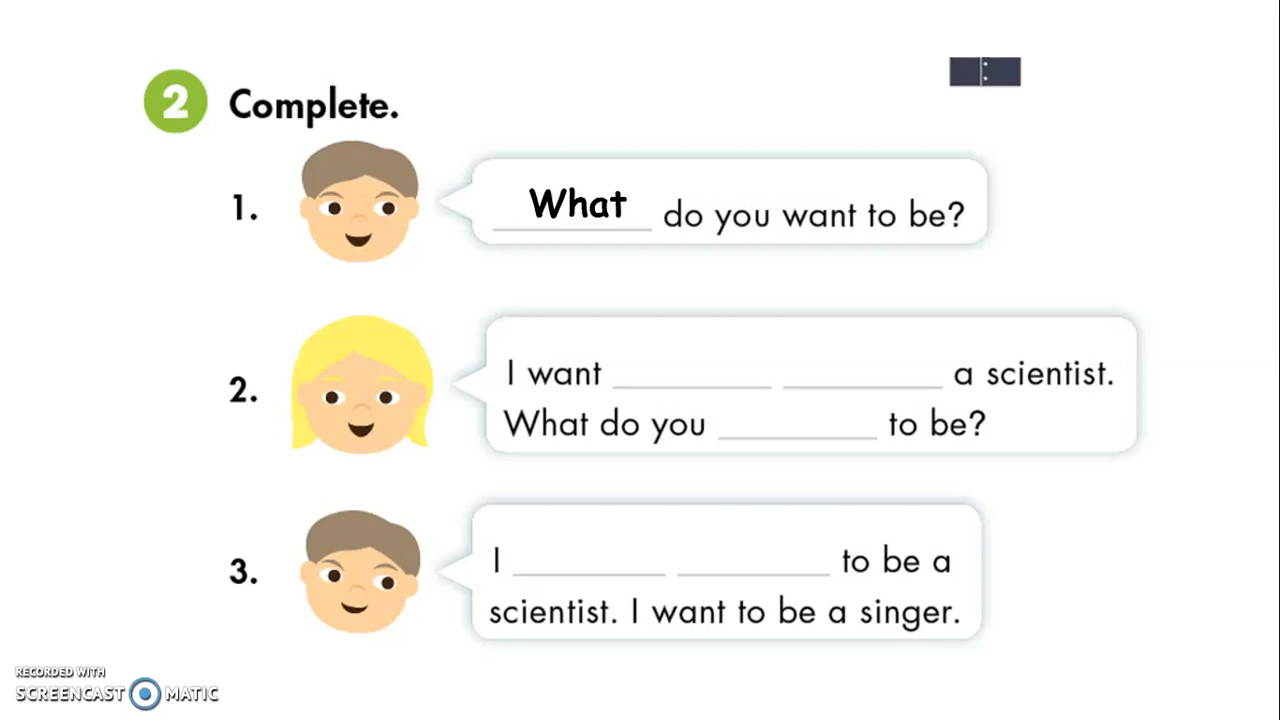 2 Complete.
1. What do you want to be?
2. I want ________ ________ a scientist.
What do you ________ to be?
3. I ________ ________ to be a
scientist. I want to be a singer.
RECORDED WITH
SCREENCAST MATIC